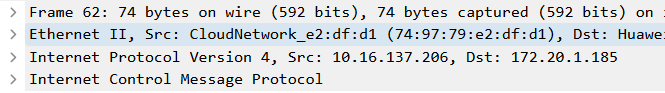 Frame 62: 74 bytes on wire (592 bits), 74 bytes captured (592 bits) on
Ethernet II, Src: CloudNetwork_e2:df:d1 (74:97:79:e2:df:d1), Dst: Huawe
Internet Protocol Version 4, Src: 10.16.137.206, Dst: 172.20.1.185
Internet Control Message Protocol